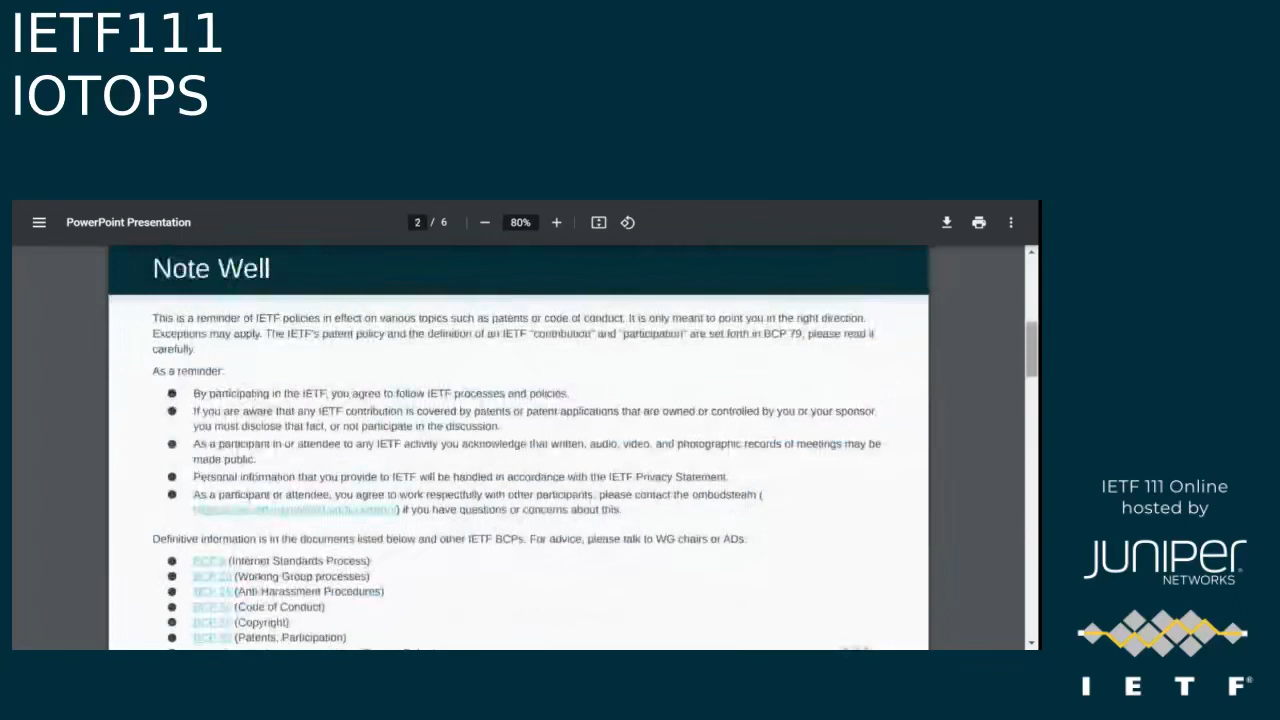 IETF111
IOTOPS
PowerPoint Presentation
2 / 6
80%
Note Well
This is a reminder of IETF policies in effect on various topics such as patents or code of conduct. It is only meant to point you in the right direction.
Exceptions may apply. The IETF's patent policy and the definition of an IETF "contribution" and "participation" are set forth in BCP 79, please read it
carefully.
As a reminder:
By participating in the IETF, you agree to follow IETF processes and policies.
If you are aware that any IETF contribution is covered by patents or patent applications that are owned or controlled by you or your sponsor,
you must disclose that fact, or not participate in the discussion.
As a participant in or attendee to any IETF activity you acknowledge that written, audio, video, and photographic records of meetings may be
made public.
Personal information that you provide to IETF will be handled in accordance with the IETF Privacy Statement.
As a participant or attendee, you agree to work respectfully with other participants, please contact the ombudsteam (
) if you have questions or concerns about this.
Definitive information is in the documents listed below and other IETF BCPs. For advice, please talk to WG chairs or ADs:
BCP (Internet Standards Process)
BCP (Working Group processes)
BCP (Anti-Harassment Procedures)
BCP (Code of Conduct)
BCP (Copyright)
BCP (Patents, Participation)
IETF 111 Online
hosted by
JUNIPER
NETWORKS
I E T F®